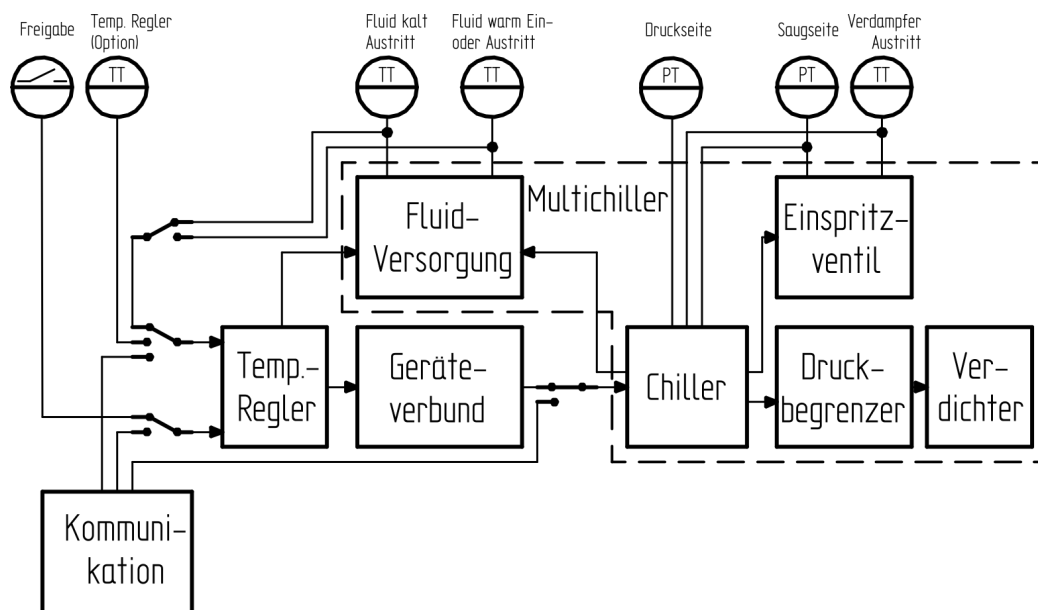 Freigabe
Temp. Regler
(Option)
Fluid kalt
Austritt
Fluid warm Ein-
oder Austritt
Druckseite
Saugseite
Verdampfer
Austritt
TT
TT
TT
PT
PT
TT
Multichiller
Fluid-
Versorgung
Einspritz-
ventil
Temp.-
Regler
Geräte-
verbund
Chiller
Druck-
begrenzer
Ver-
dichter
Kommuni-
kation